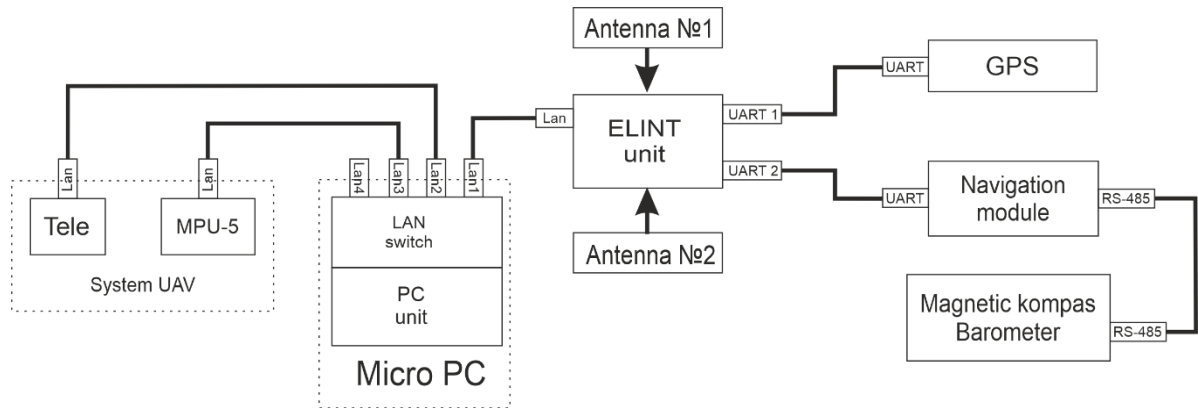 Antenna №1
GPS
UART
Lan
ELINT
unit
UART 1
UART 2
Lan
Lan
Lan4
Lan3
Lan2
Lan1
Tele
MPU-5
System UAV
LAN
switch
PC
unit
Micro PC
Antenna №2
UART
Navigation
module
RS-485
Magnetic kompas
Barometer
RS-485